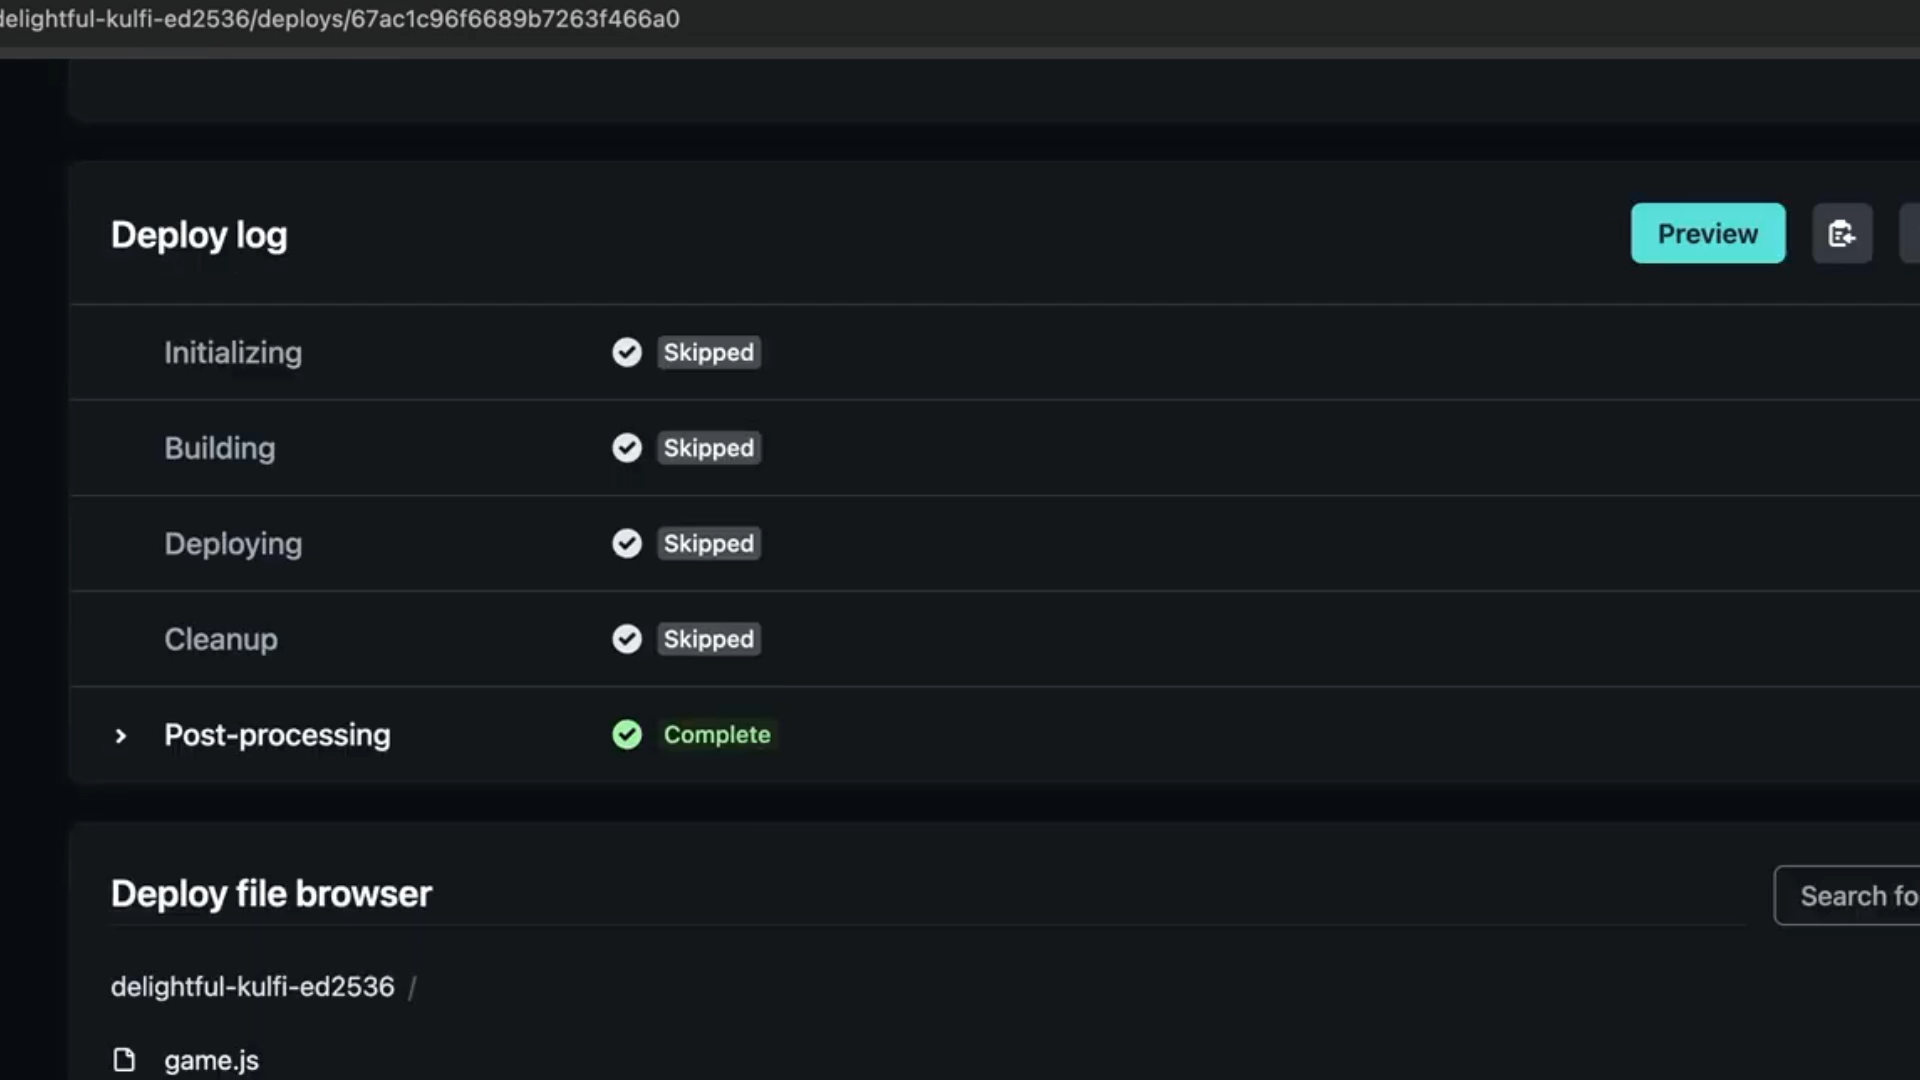 delightful-kulfi-ed2536/deploys/67ac1c96f6689b7263f466a0
Deploy log
Preview
Initializing
Skipped
Building
Skipped
Deploying
Skipped
Cleanup
Skipped
Post-processing
Complete
Deploy file browser
Search fo
delightful-kulfi-ed2536 /
game.js